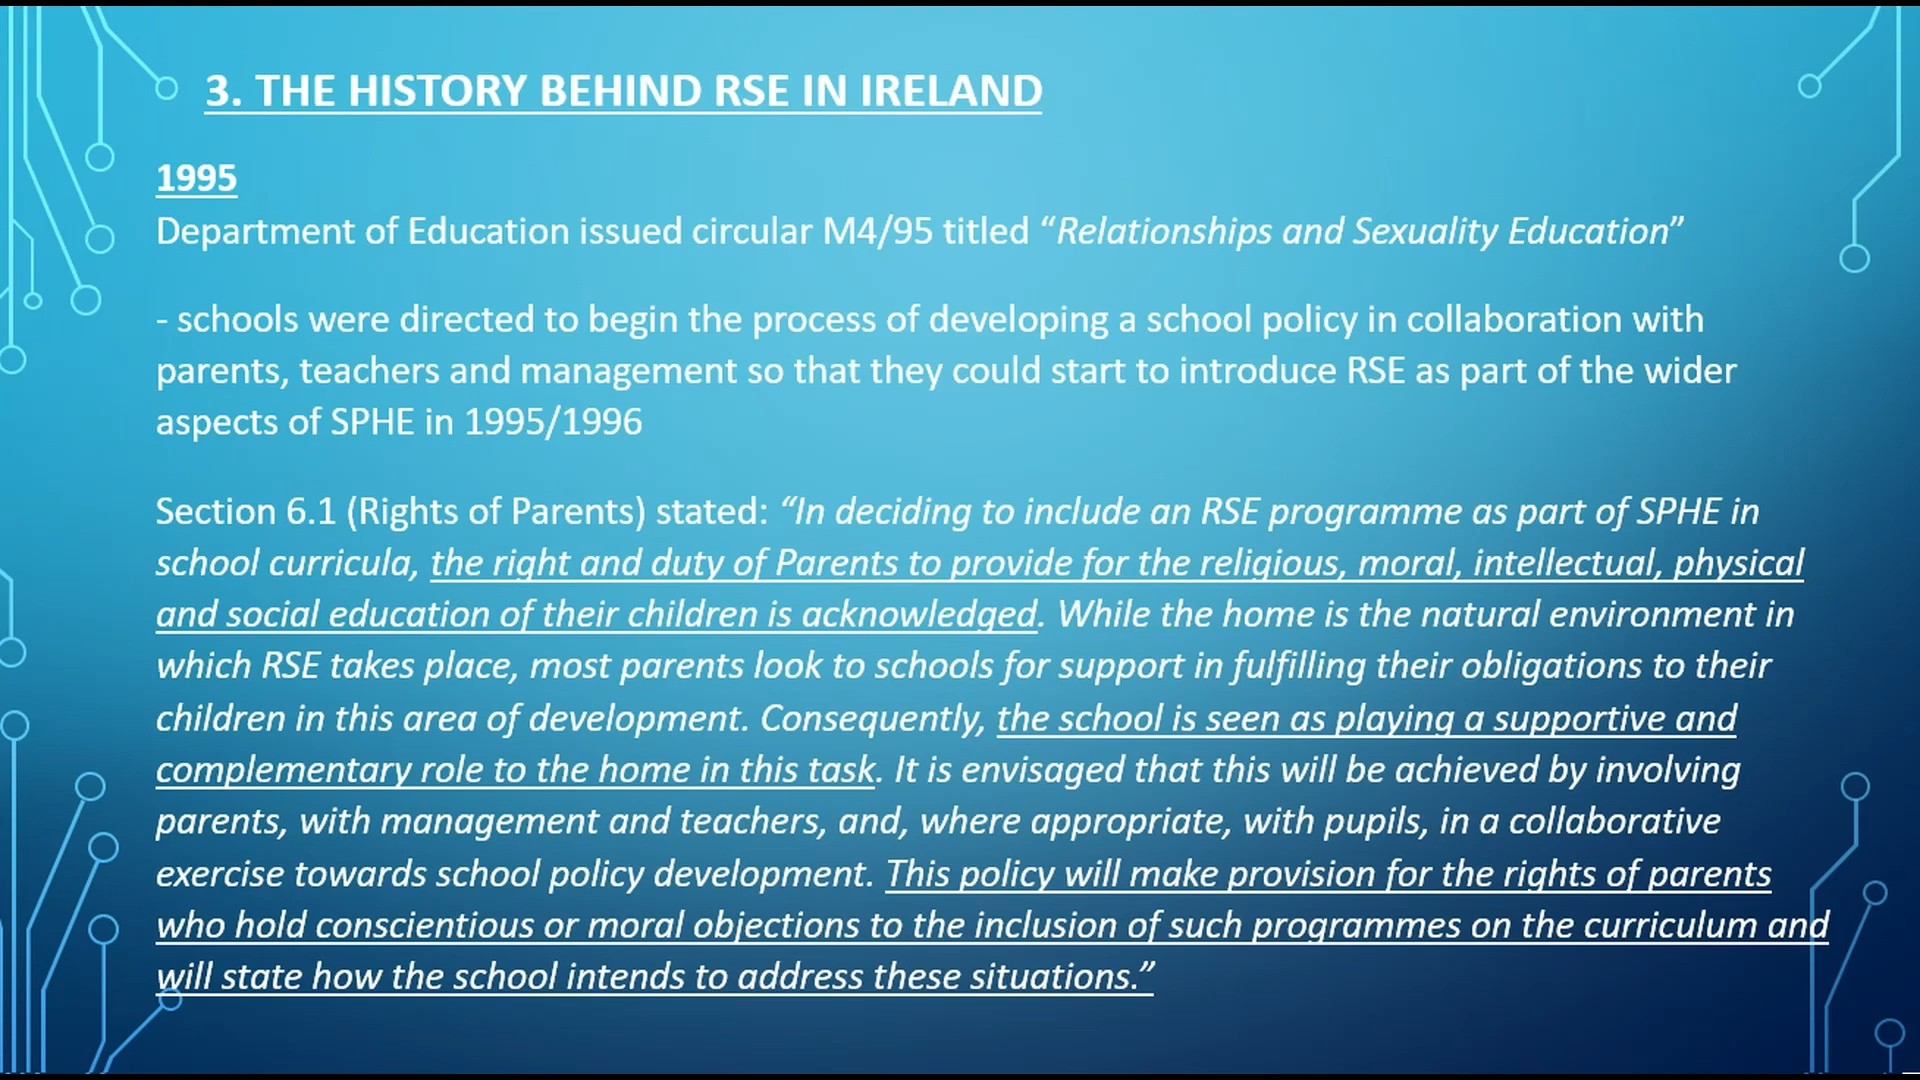 3. THE HISTORY BEHIND RSE IN IRELAND
1995
Department of Education issued circular M4/95 titled “Relationships and Sexuality Education”
- schools were directed to begin the process of developing a school policy in collaboration with
parents, teachers and management so that they could start to introduce RSE as part of the wider
aspects of SPHE in 1995/1996
Section 6.1 (Rights of Parents) stated: “In deciding to include an RSE programme as part of SPHE in
school curricula, the right and duty of Parents to provide for the religious, moral, intellectual, physical
and social education of their children is acknowledged. While the home is the natural environment in
which RSE takes place, most parents look to schools for support in fulfilling their obligations to their
children in this area of development. Consequently, the school is seen as playing a supportive and
complementary role to the home in this task. It is envisaged that this will be achieved by involving
parents, with management and teachers, and, where appropriate, with pupils, in a collaborative
exercise towards school policy development. This policy will make provision for the rights of parents
who hold conscientious or moral objections to the inclusion of such programmes on the curriculum and
will state how the school intends to address these situations.”